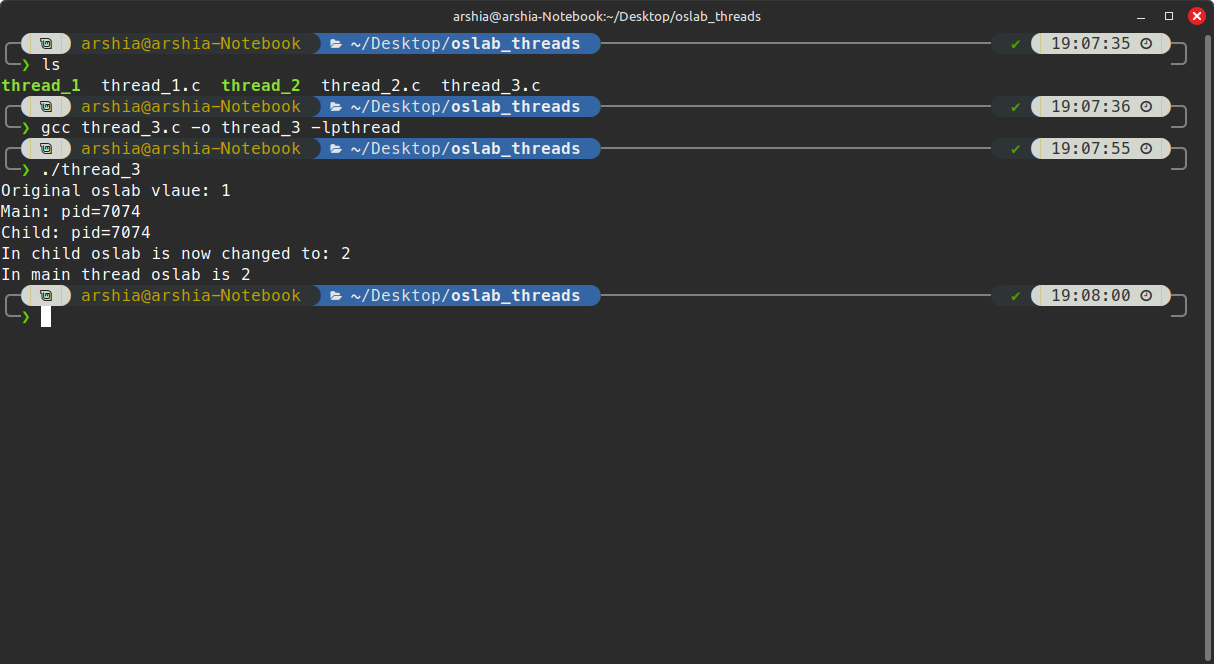 arshia@arshia-Notebook:~/Desktop/oslab_threads
arshia@arshia-Notebook ~/Desktop/oslab_threads ✔ 19:07:35
❯ ls
thread_1 thread_1.c thread_2 thread_2.c thread_3.c
arshia@arshia-Notebook ~/Desktop/oslab_threads ✔ 19:07:36
❯ gcc thread_3.c -o thread_3 -lpthread
arshia@arshia-Notebook ~/Desktop/oslab_threads ✔ 19:07:55
❯ ./thread_3
Original oslab vlaue: 1
Main: pid=7074
Child: pid=7074
In child oslab is now changed to: 2
In main thread oslab is 2
arshia@arshia-Notebook ~/Desktop/oslab_threads ✔ 19:08:00
❯